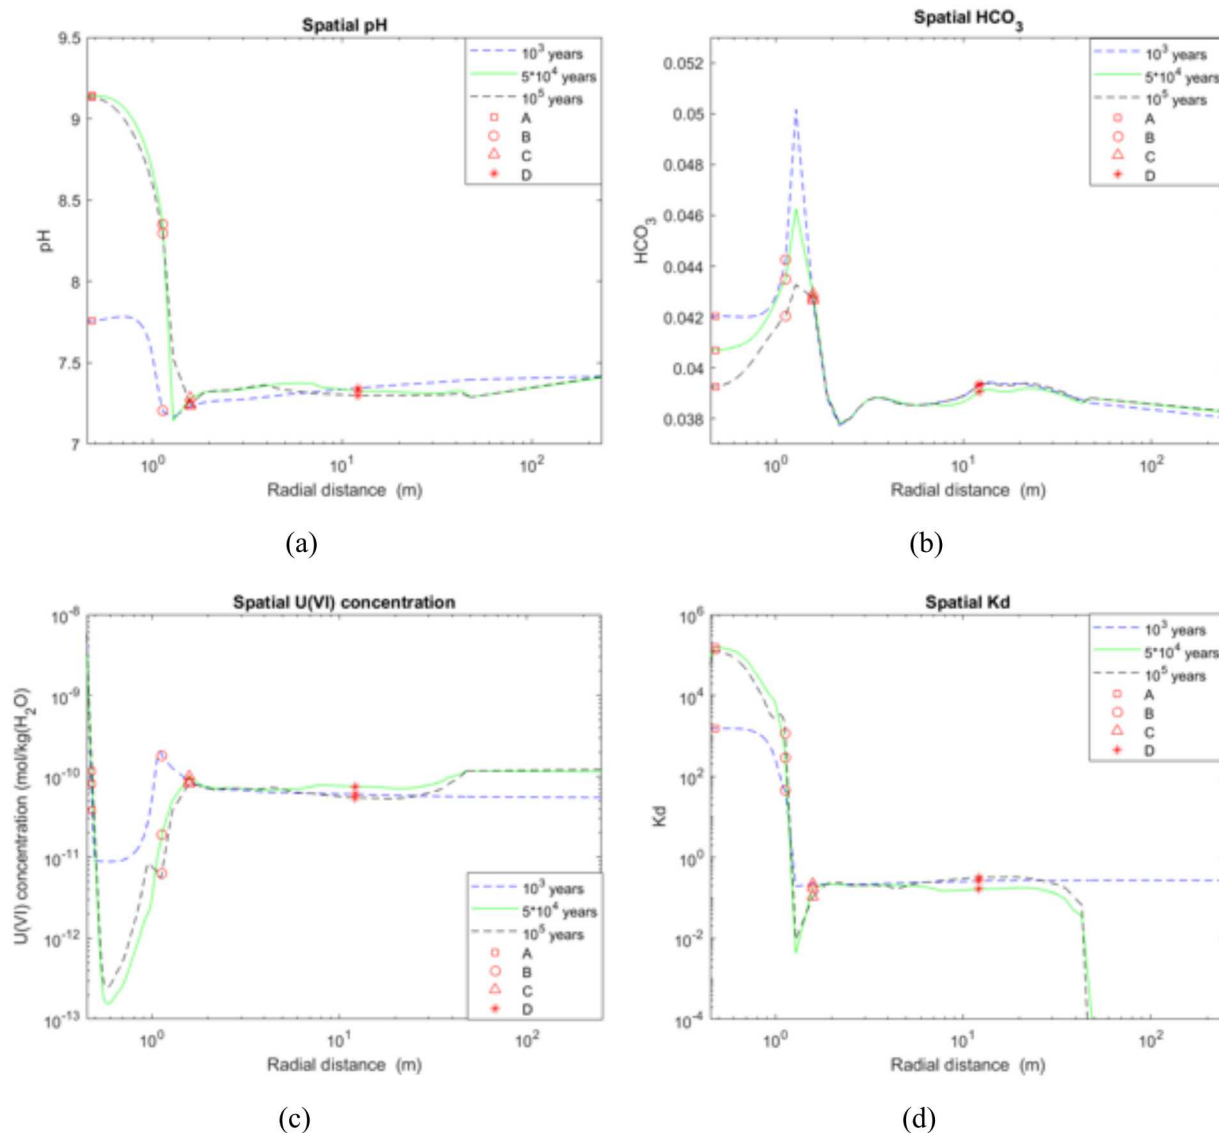 Spatial pH
9.5
9
8.5
8
7.5
7
pH
10^0
10^1
10^2
Radial distance (m)
10^3 years
5*10^4 years
10^5 years
A
B
C
D
(a)
Spatial HCO3
0.052
0.05
0.048
0.046
0.044
0.042
0.04
0.038
HCO3
10^0
10^1
10^2
Radial distance (m)
10^3 years
5*10^4 years
10^5 years
A
B
C
D
(b)
Spatial U(VI) concentration
10^-8
10^-9
10^-10
10^-11
10^-12
10^-13
U(VI) concentration (mol/kg(H2O)
10^0
10^1
10^2
Radial distance (m)
10^3 years
5*10^4 years
10^5 years
A
B
C
D
(c)
Spatial Kd
10^6
10^4
10^2
10^0
10^-2
10^-4
Kd
10^0
10^1
10^2
Radial distance (m)
10^3 years
5*10^4 years
10^5 years
A
B
C
D
(d)